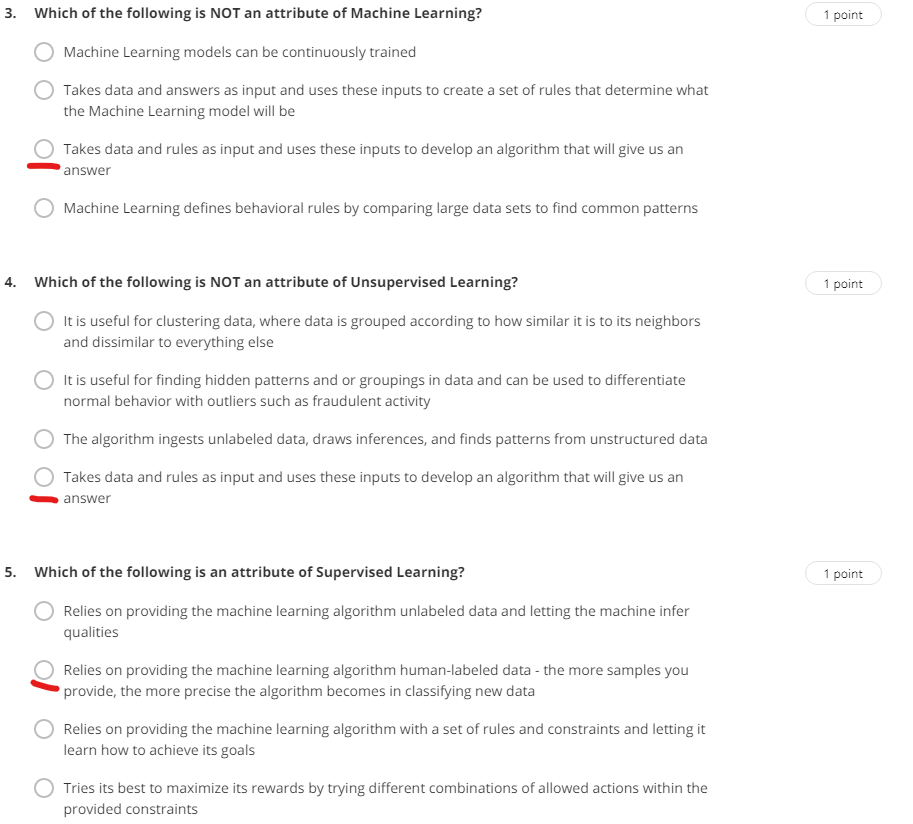 3. Which of the following is NOT an attribute of Machine Learning? 1 point
Machine Learning models can be continuously trained
Takes data and answers as input and uses these inputs to create a set of rules that determine what
the Machine Learning model will be
Takes data and rules as input and uses these inputs to develop an algorithm that will give us an
answer
Machine Learning defines behavioral rules by comparing large data sets to find common patterns
4. Which of the following is NOT an attribute of Unsupervised Learning? 1 point
It is useful for clustering data, where data is grouped according to how similar it is to its neighbors
and dissimilar to everything else
It is useful for finding hidden patterns and or groupings in data and can be used to differentiate
normal behavior with outliers such as fraudulent activity
The algorithm ingests unlabeled data, draws inferences, and finds patterns from unstructured data
Takes data and rules as input and uses these inputs to develop an algorithm that will give us an
answer
5. Which of the following is an attribute of Supervised Learning? 1 point
Relies on providing the machine learning algorithm unlabeled data and letting the machine infer
qualities
Relies on providing the machine learning algorithm human-labeled data - the more samples you
provide, the more precise the algorithm becomes in classifying new data
Relies on providing the machine learning algorithm with a set of rules and constraints and letting it
learn how to achieve its goals
Tries its best to maximize its rewards by trying different combinations of allowed actions within the
provided constraints